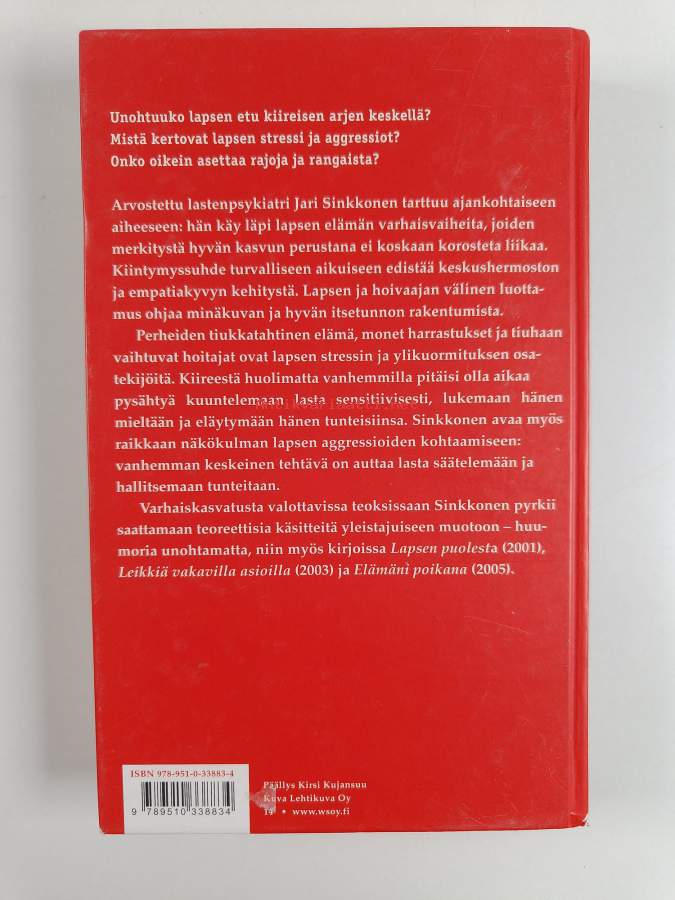 Unohtuuko lapsen etu kiireisen arjen keskellä?
Mistä kertovat lapsen stressi ja aggressiot?
Onko oikein asettaa rajoja ja rangaista?
Arvostettu lastenpsykiatri Jari Sinkkonen tarttuu ajankohtaiseen
aiheeseen: hän käy läpi lapsen elämän varhaisvaiheita, joiden
merkitystä hyvän kasvun perustana ei koskaan korosteta liikaa.
Kiintymyssuhde turvalliseen aikuiseen edistää keskushermoston
ja empatiakyvyn kehitystä. Lapsen ja hoivaajan välinen luotta-
mus ohjaa minäkuvan ja hyvän itsetunnon rakentumista.
Perheiden tiukkatahtinen elämä, monet harrastukset ja tiuhaan
vaihtuvat hoitajat ovat lapsen stressin ja ylikuormituksen osa-
tekijöitä. Kiireestä huolimatta vanhemmilla pitäisi olla aikaa
pysähtyä kuuntelemaan lasta sensitiivisesti, lukemaan hänen
mieltään ja eläytymään hänen tunteisiinsa. Sinkkonen avaa myös
raikkaan näkökulman lapsen aggressioiden kohtaamiseen:
vanhemman keskeinen tehtävä on auttaa lasta säätelemään ja
hallitsemaan tunteitaan.
Varhaiskasvatusta valottavissa teoksissaan Sinkkonen pyrkii
saattamaan teoreettisia käsitteitä yleistajuiseen muotoon – huu-
moria unohtamatta, niin myös kirjoissa Lapsen puolesta (2001),
Leikkiä vakavilla asioilla (2003) ja Elämäni poikana (2005).
ISBN 978-951-0-33883-4
9 789510 338834
Päällys Kirsi Kujansuu
Kuva Lehtikuva Oy
14 • www.wsoy.fi